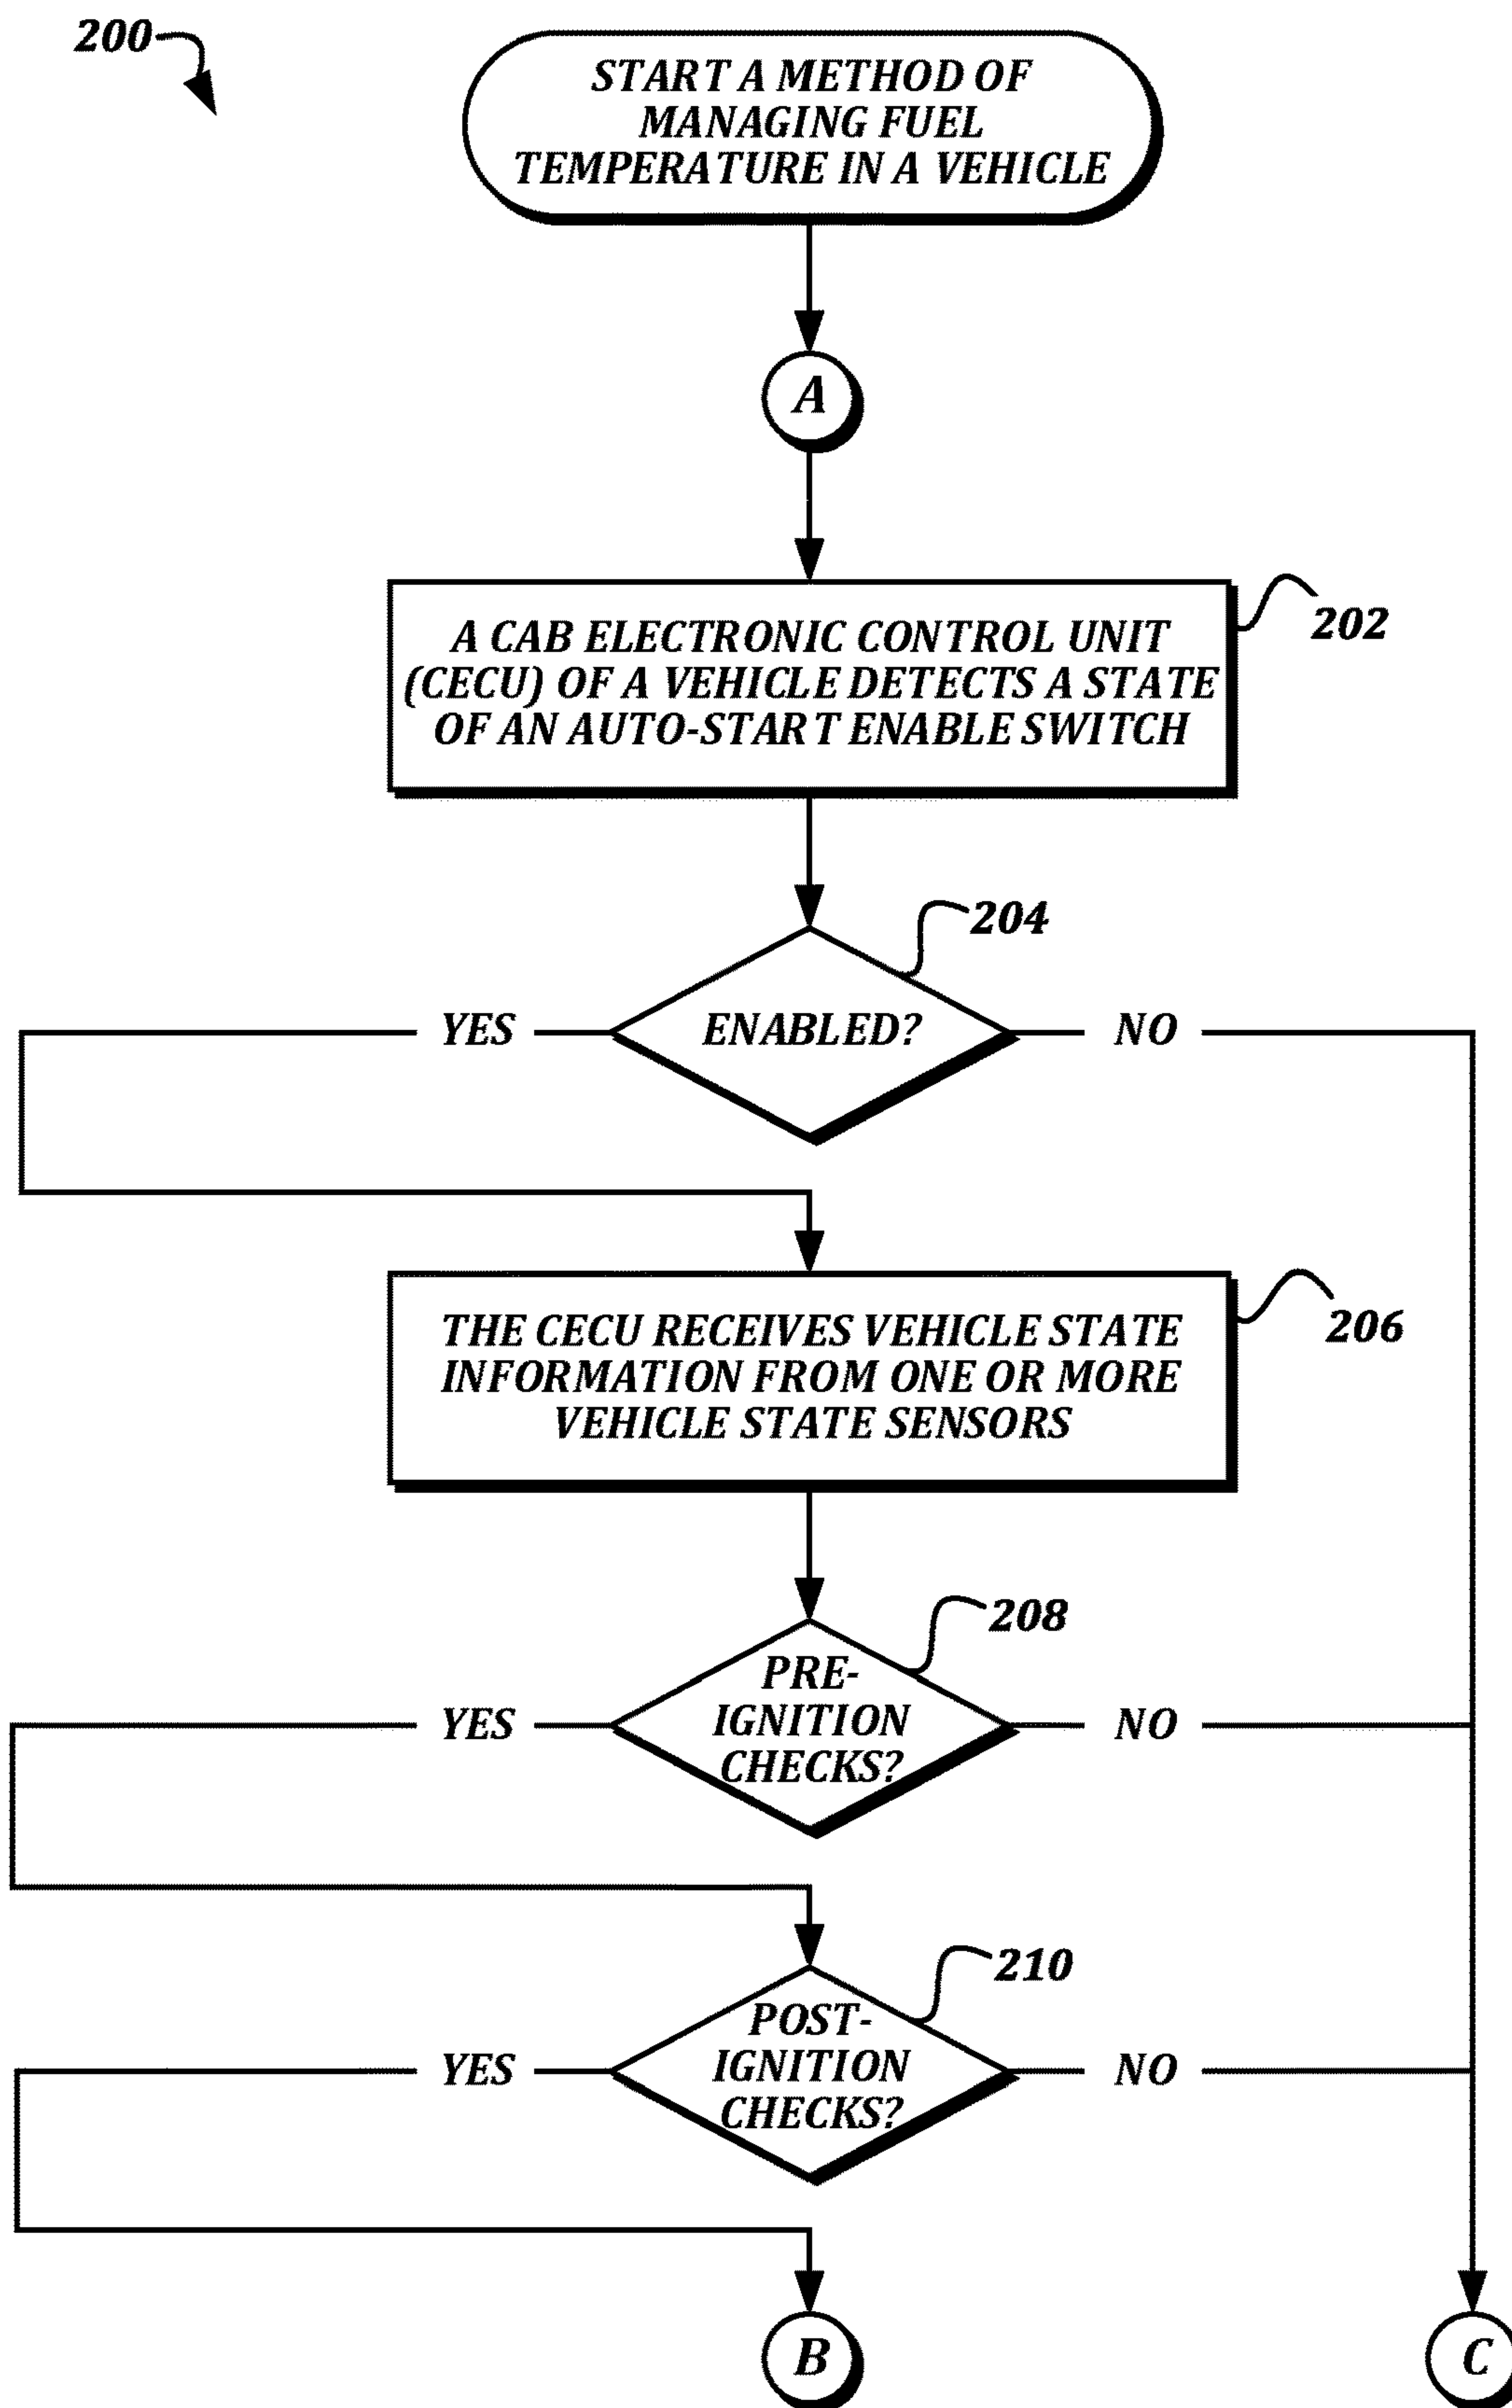 200
START A METHOD OF
MANAGING FUEL
TEMPERATURE IN A VEHICLE
A
A CAB ELECTRONIC CONTROL UNIT
(CECU) OF A VEHICLE DETECTS A STATE
OF AN AUTO-START ENABLE SWITCH
202
204
YES
ENABLED?
NO
THE CECU RECEIVES VEHICLE STATE
INFORMATION FROM ONE OR MORE
VEHICLE STATE SENSORS
206
208
YES
PRE-
IGNITION
CHECKS?
NO
210
YES
POST-
IGNITION
CHECKS?
NO
B
C